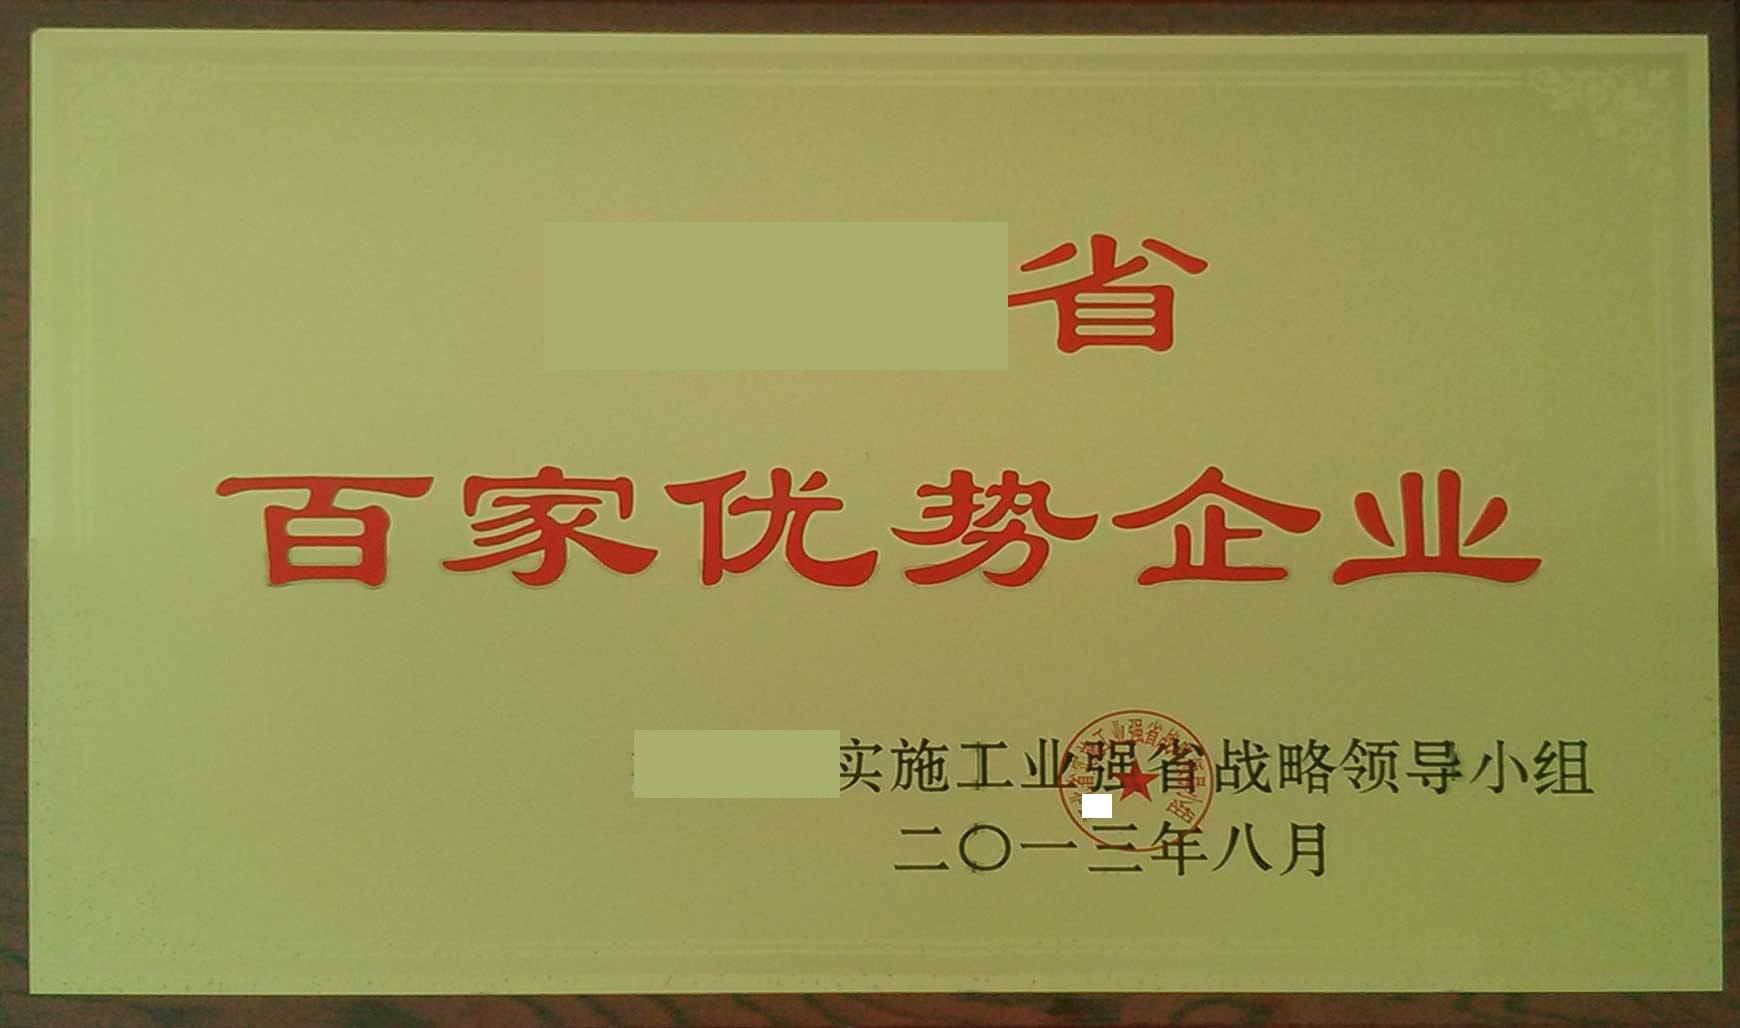 省
百家优势企业
实施工业强省战略领导小组
二〇一三年八月